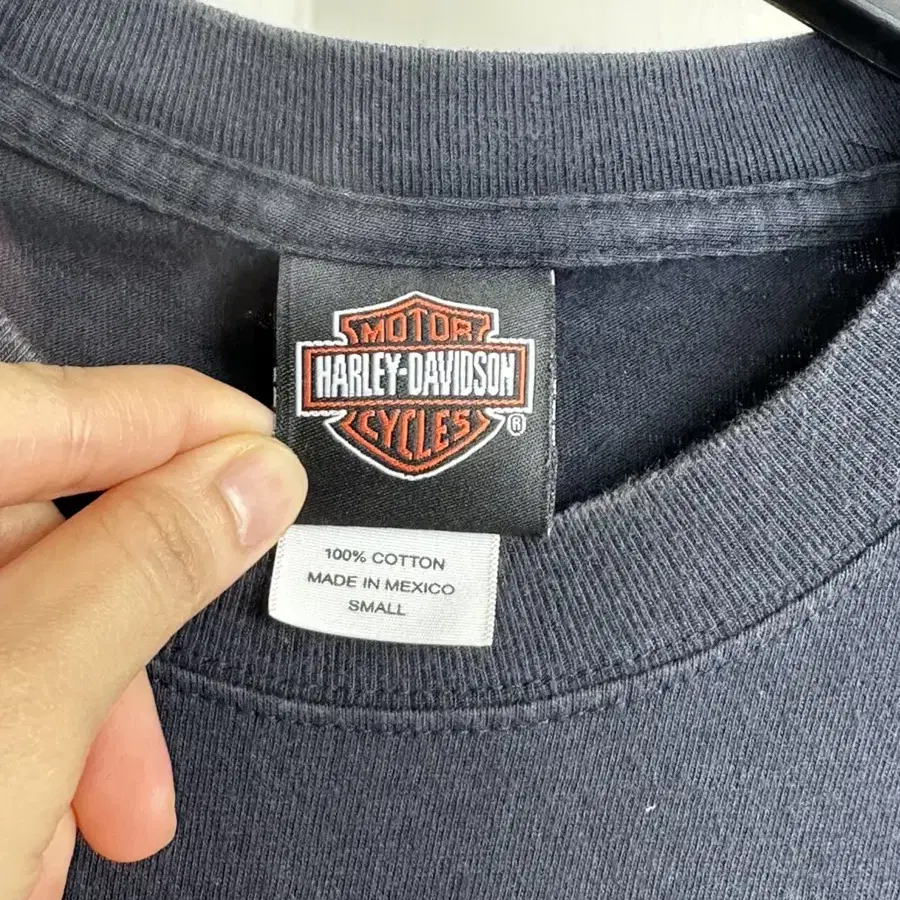 MOTOR
HARLEY-DAVIDSON
CYCLES
®
100% COTTON
MADE IN MEXICO
SMALL